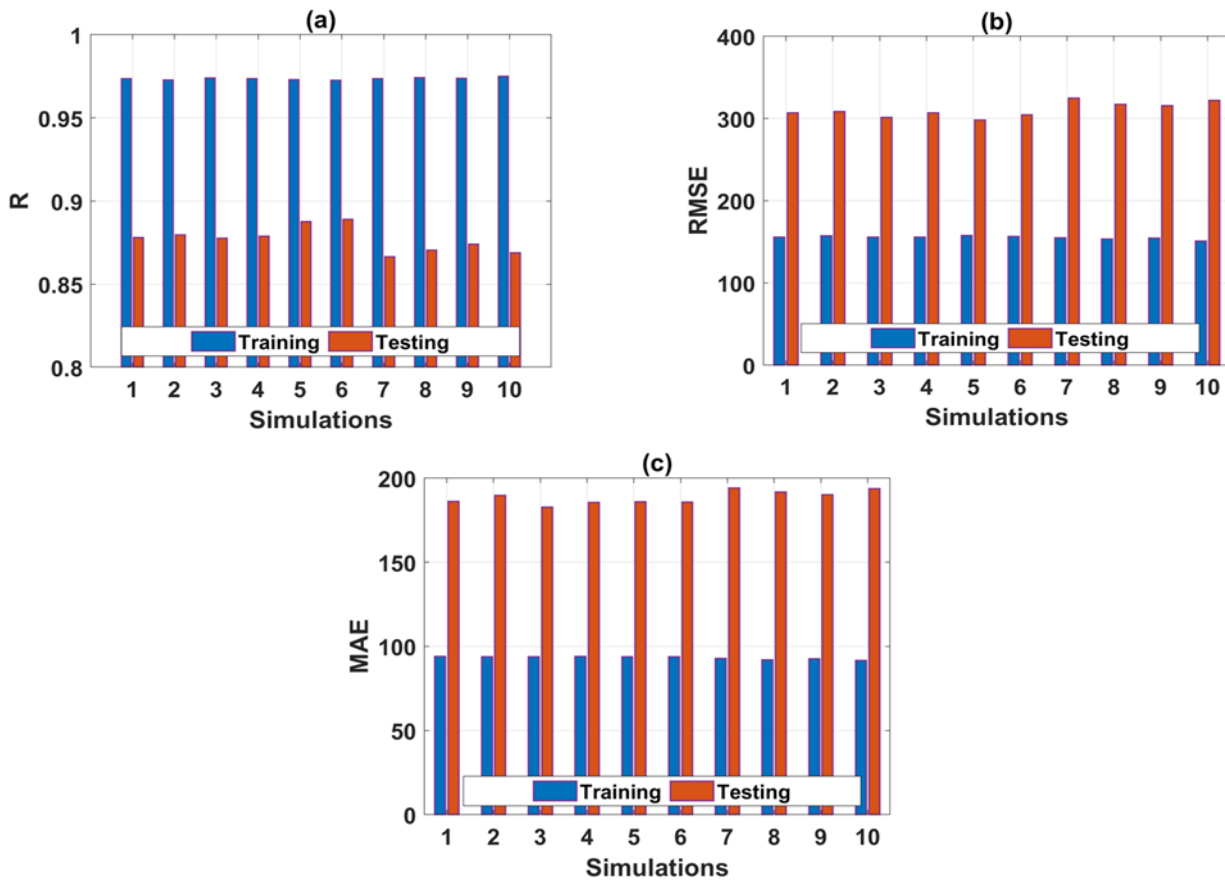 (a)
1
0.95
0.9
0.85
0.8
R
Training Testing
1 2 3 4 5 6 7 8 9 10
Simulations
(b)
400
300
200
100
0
RMSE
Training Testing
1 2 3 4 5 6 7 8 9 10
Simulations
(c)
200
150
100
50
0
MAE
Training Testing
1 2 3 4 5 6 7 8 9 10
Simulations